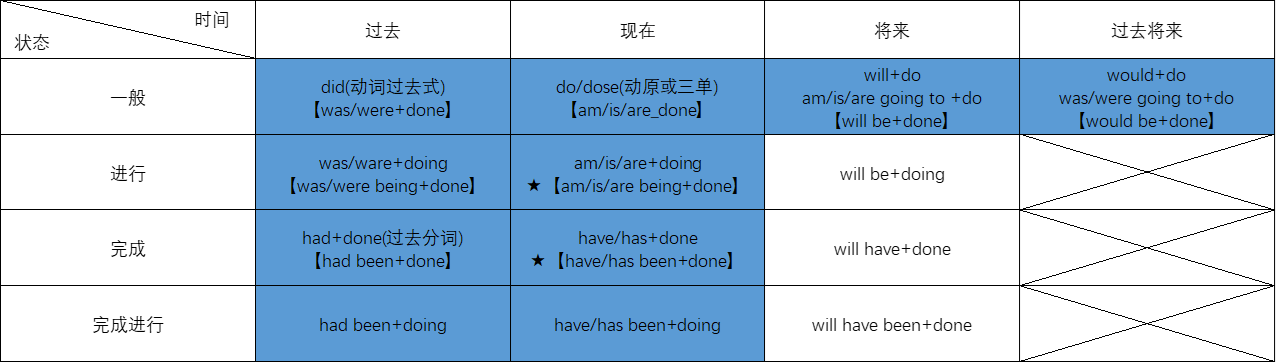 时间
状态
过去
现在
将来
过去将来
一般
did(动词过去式)
【was/were+done】
do/dose(动原或三单)
【am/is/are_done】
will+do
am/is/are going to +do
【will be+done】
would+do
was/were going to+do
【would be+done】
进行
was/ware+doing
【was/were being+done】
am/is/are+doing
★【am/is/are being+done】
will be+doing
完成
had+done(过去分词)
【had been+done】
have/has+done
★【have/has been+done】
will have+done
完成进行
had been+doing
have/has been+doing
will have been+done